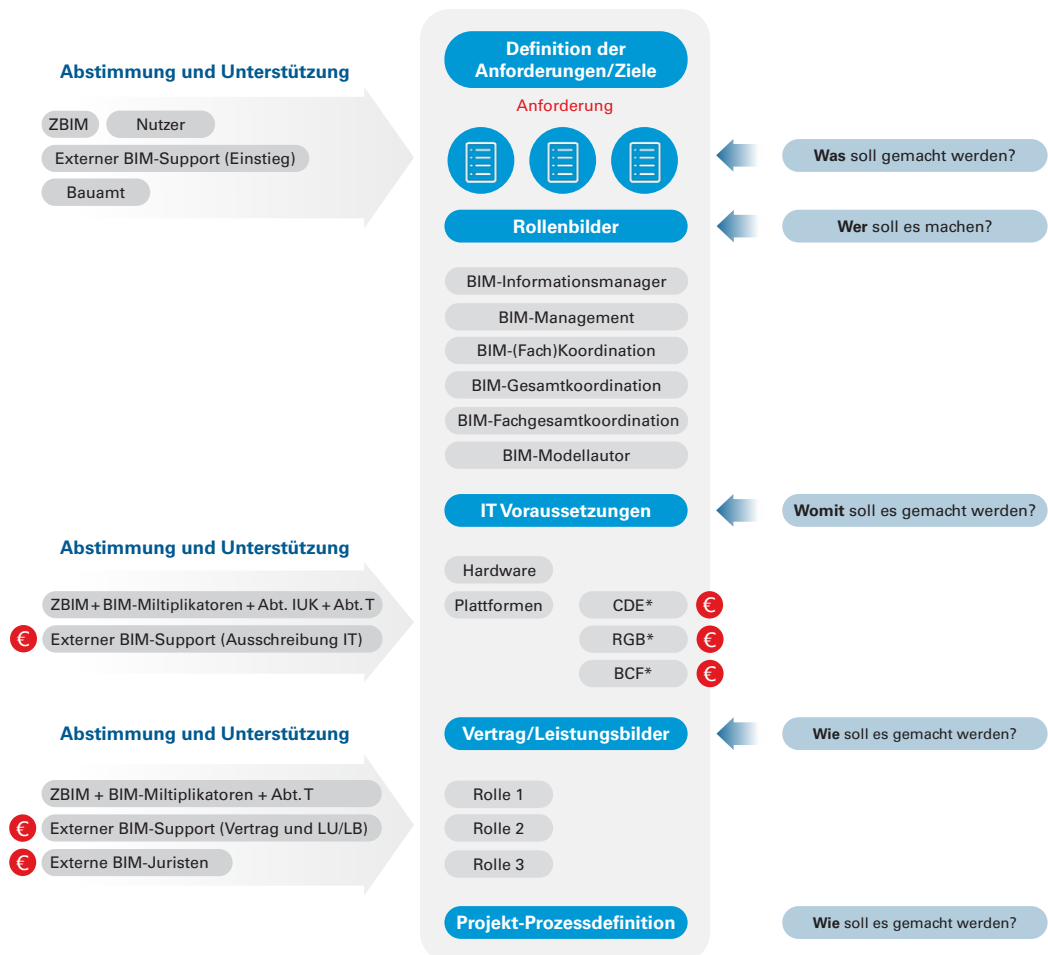 Definition der
Anforderungen/Ziele
Abstimmung und Unterstützung
Anforderung
ZBIM
Nutzer
Externer BIM-Support (Einstieg)
Bauamt
Was soll gemacht werden?
Rollenbilder
Wer soll es machen?
BIM-Informationsmanager
BIM-Management
BIM-(Fach)Koordination
BIM-Gesamtkoordination
BIM-Fachgesamtkoordination
BIM-Modellautor
IT Voraussetzungen
Womit soll es gemacht werden?
Abstimmung und Unterstützung
Hardware
ZBIM + BIM-Miltiplikatoren + Abt. IUK + Abt. T
Plattformen
CDE*
€
€
Externer BIM-Support (Ausschreibung IT)
RGB*
€
BCF*
€
Abstimmung und Unterstützung
Vertrag/Leistungsbilder
Wie soll es gemacht werden?
ZBIM + BIM-Miltiplikatoren + Abt. T
Rolle 1
€
Externer BIM-Support (Vertrag und LU/LB)
Rolle 2
€
Externe BIM-Juristen
Rolle 3
Projekt-Prozessdefinition
Wie soll es gemacht werden?